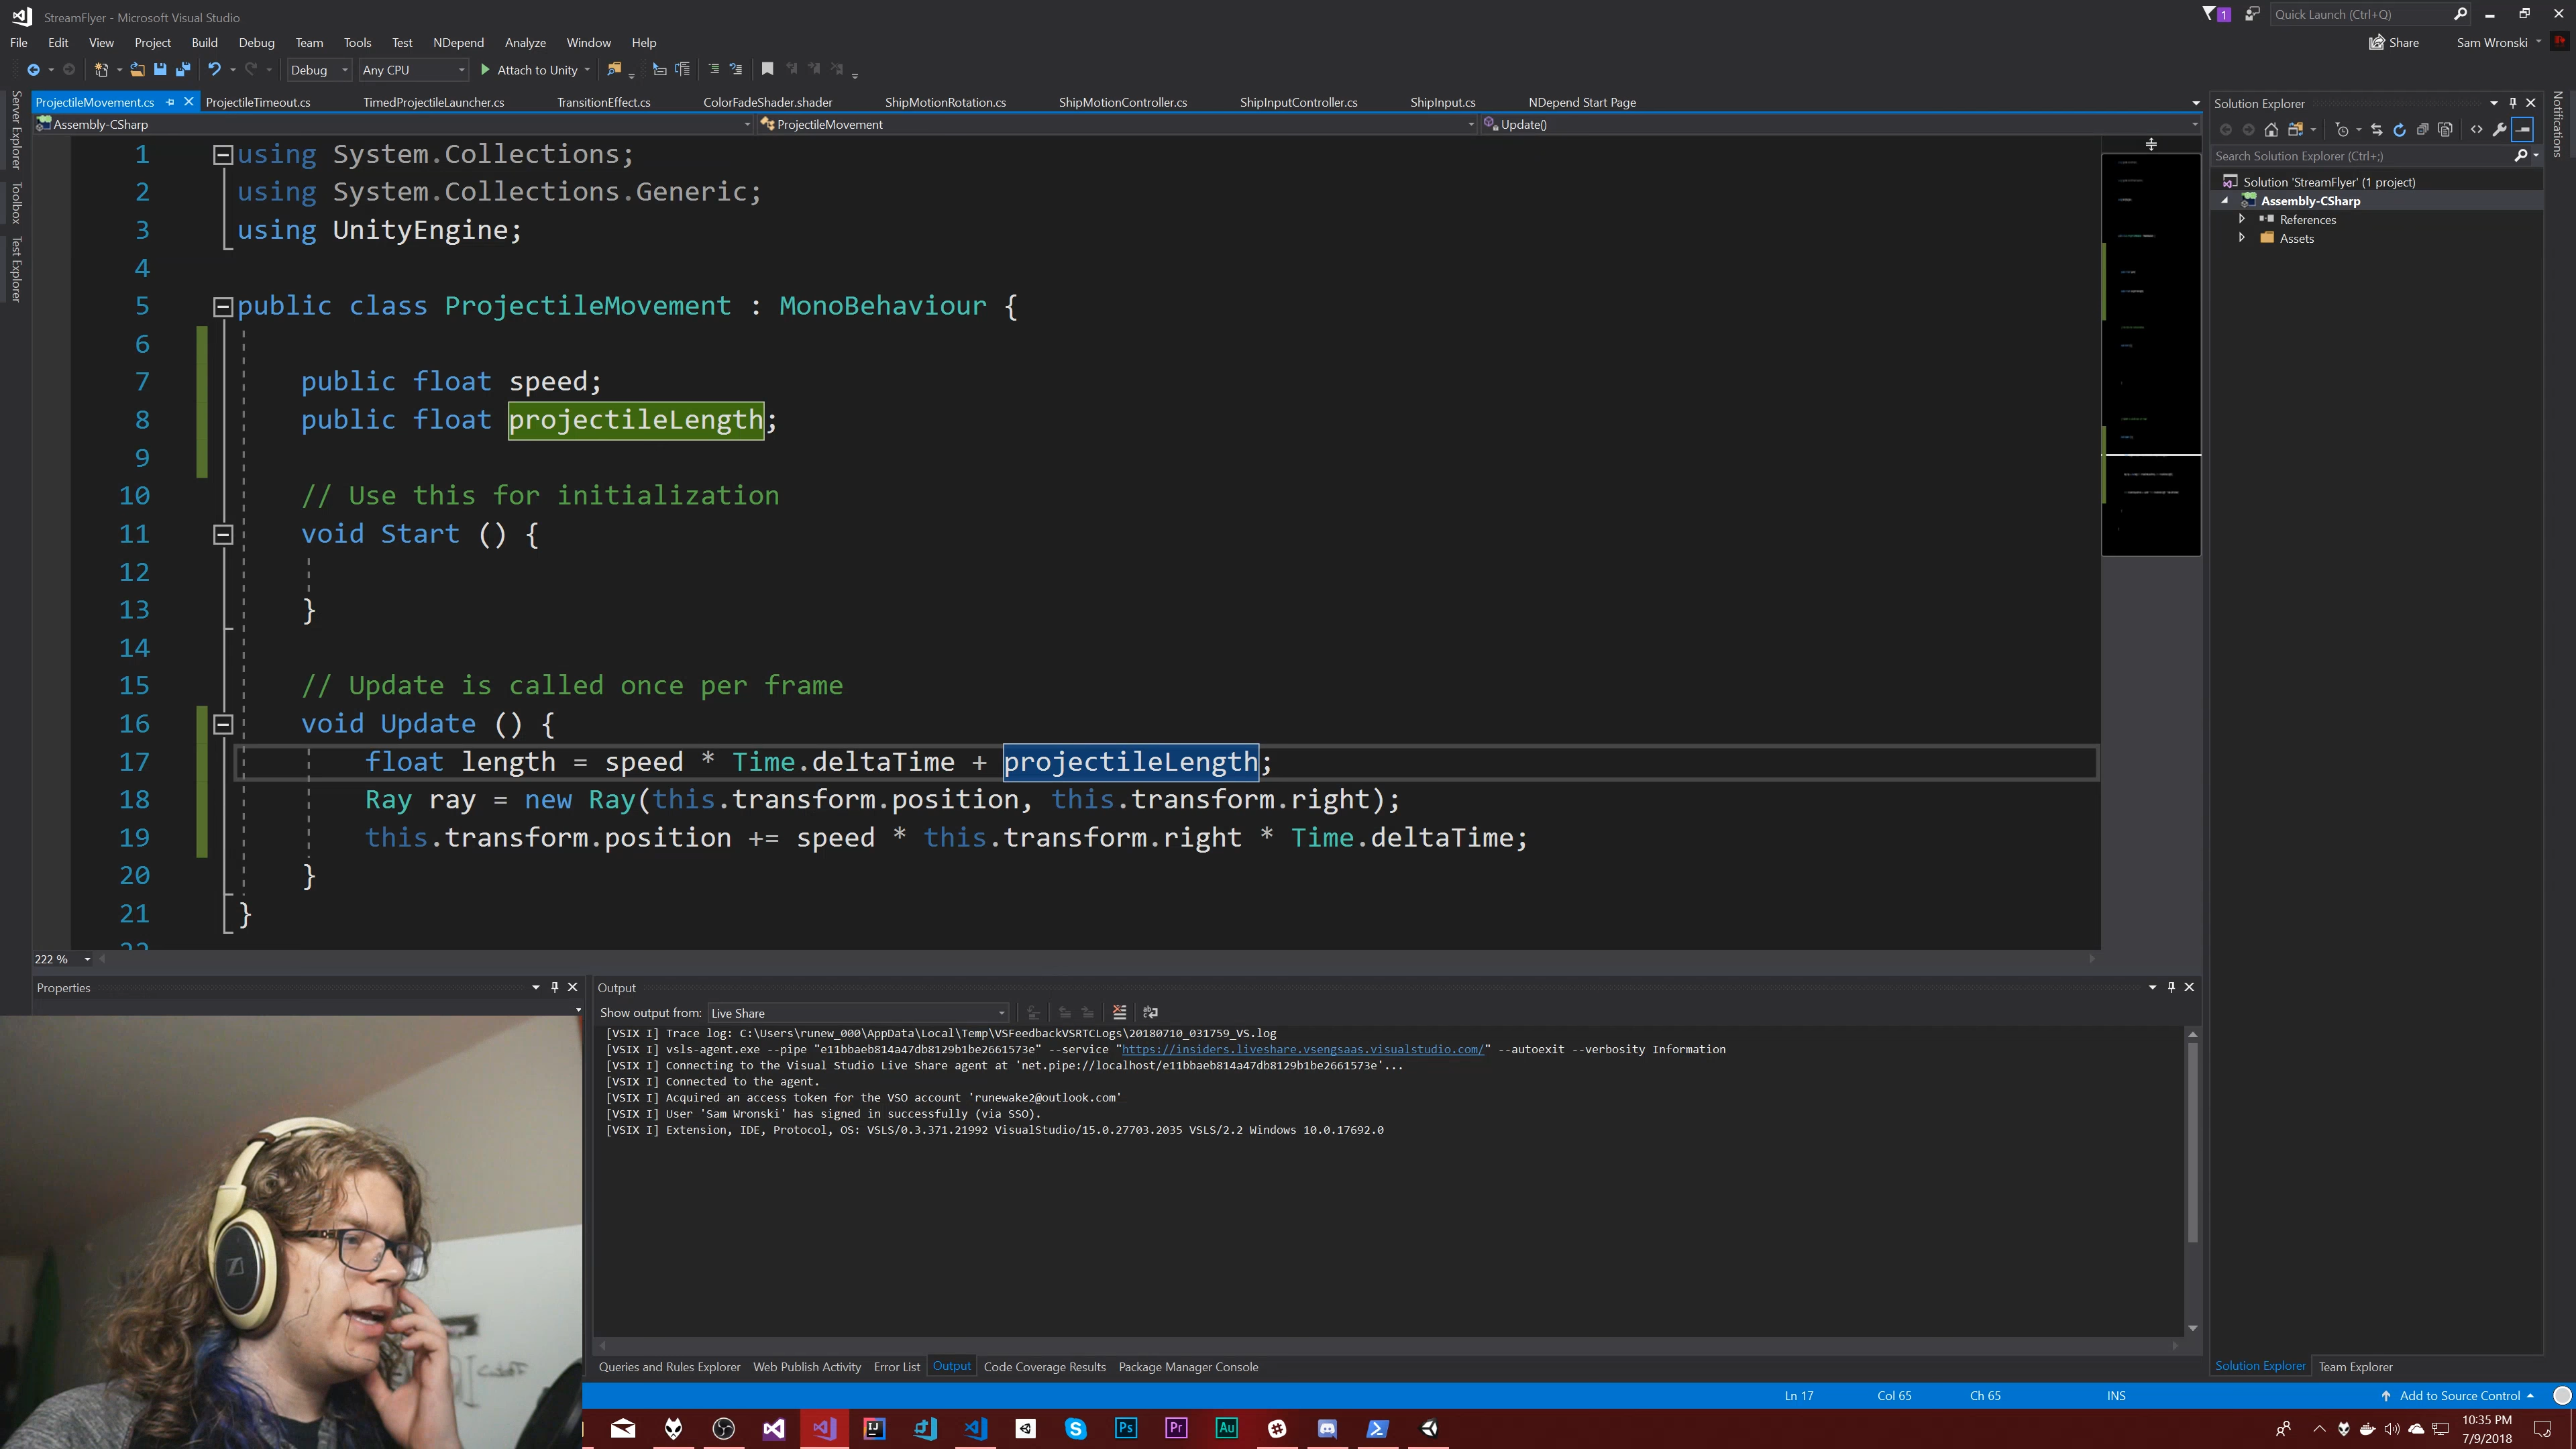 StreamFlyer - Microsoft Visual Studio
1
Quick Launch (Ctrl+Q)
File Edit View Project Build Debug Team Tools Test NDepend Analyze Window Help
Share Sam Wronski
Debug Any CPU Attach to Unity
ProjectileMovement.cs ProjectileTimeout.cs TimedProjectileLauncher.cs TransitionEffect.cs ColorFadeShader.shader ShipMotionRotation.cs ShipMotionController.cs ShipInputController.cs ShipInput.cs NDepend Start Page
Assembly-CSharp ProjectileMovement Update()
Server Explorer
Toolbox
Test Explorer
1 using System.Collections;
2 using System.Collections.Generic;
3 using UnityEngine;
4
5 public class ProjectileMovement : MonoBehaviour {
6
7 public float speed;
8 public float projectileLength;
9
10 // Use this for initialization
11 void Start () {
12
13 }
14
15 // Update is called once per frame
16 void Update () {
17 float length = speed * Time.deltaTime + projectileLength;
18 Ray ray = new Ray(this.transform.position, this.transform.right);
19 this.transform.position += speed * this.transform.right * Time.deltaTime;
20 }
21 }
222 %
Solution Explorer
Search Solution Explorer (Ctrl+;)
Solution 'StreamFlyer' (1 project)
Assembly-CSharp
References
Assets
Notifications
Properties
Output
Show output from: Live Share
[VSIX I] Trace log: C:\Users\runew_000\AppData\Local\Temp\VSFeedbackVSRTCLogs\20180710_031759_VS.log
[VSIX I] vsls-agent.exe --pipe "e11bbaeb814a47db8129b1be2661573e" --service "https://insiders.liveshare.vsengsaas.visualstudio.com/" --autoexit --verbosity Information
[VSIX I] Connecting to the Visual Studio Live Share agent at 'net.pipe://localhost/e11bbaeb814a47db8129b1be2661573e'...
[VSIX I] Connected to the agent.
[VSIX I] Acquired an access token for the VSO account 'runewake2@outlook.com'
[VSIX I] User 'Sam Wronski' has signed in successfully (via SSO).
[VSIX I] Extension, IDE, Protocol, OS: VSLS/0.3.371.21992 VisualStudio/15.0.27703.2035 VSLS/2.2 Windows 10.0.17692.0
Queries and Rules Explorer Web Publish Activity Error List Output Code Coverage Results Package Manager Console
Solution Explorer Team Explorer
Ln 17 Col 65 Ch 65 INS Add to Source Control
IJ Ps Pr Au
10:35 PM
7/9/2018